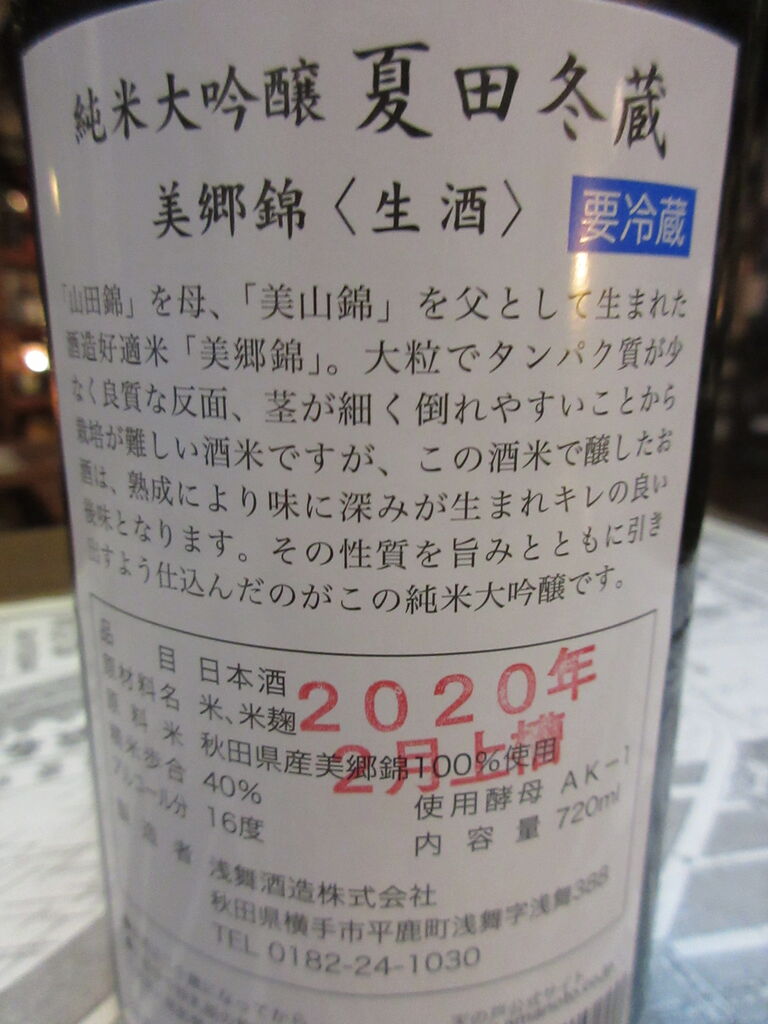 純米大吟醸 夏田冬蔵
美郷錦〈生酒〉 要冷蔵
「山田錦」を母、「美山錦」を父として生まれた
酒造好適米「美郷錦」。大粒でタンパク質が少
なく良質な反面、茎が細く倒れやすいことから
栽培が難しい酒米ですが、この酒米で醸したお
酒は、熟成により味に深みが生まれキレの良い
後味となります。その性質を旨みとともに引き
出すよう仕込んだのがこの純米大吟醸です。
品目 日本酒
原材料名 米、米麹
2020年
2月上槽
原料米 秋田県産美郷錦100%使用
精米歩合 40% 使用酵母 AK-1
アルコール分 16度 内容量 720ml
製造者 浅舞酒造株式会社
秋田県横手市平鹿町浅舞字浅舞388
TEL 0182-24-1030
天の戸公式サイト